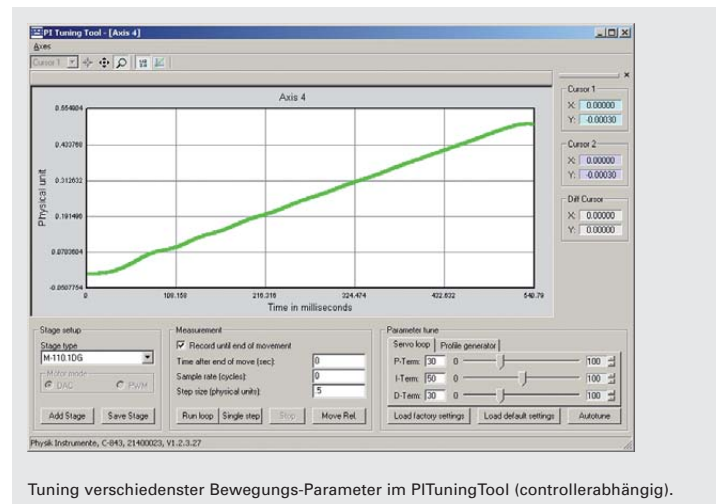 PI Tuning Tool - [Axis 4]
Axes
Cursor 1
Axis 4
Physical unit
0.554904
0.433768
0.312632
0.191496
0.0703604
-0.0507754
0
108.158
216.316
324.474
432.632
540.79
Time in milliseconds
Cursor 1
X: 0.00000
Y: -0.00030
Cursor 2
X: 0.00000
Y: -0.00030
Diff Cursor
X: 0.00000
Y: 0.00000
Stage setup
Stage type
M-110.1DG
Motor mode
DAC PWM
Add Stage Save Stage
Measurement
Record until end of movement
Time after end of move (sec): 0
Sample rate (cycles): 0
Step size (physical units): .5
Run loop Single step Stop Move Rel.
Parameter tune
Servo loop Profile generator
P-Term: 30 0 100
I-Term: 50 0 100
D-Term: 30 0 100
Load factory settings Load default settings Autotune
Physik Instrumente, C-843, 21400023, V1.2.3.27
Tuning verschiedenster Bewegungs-Parameter im PITuningTool (controllerabhängig).